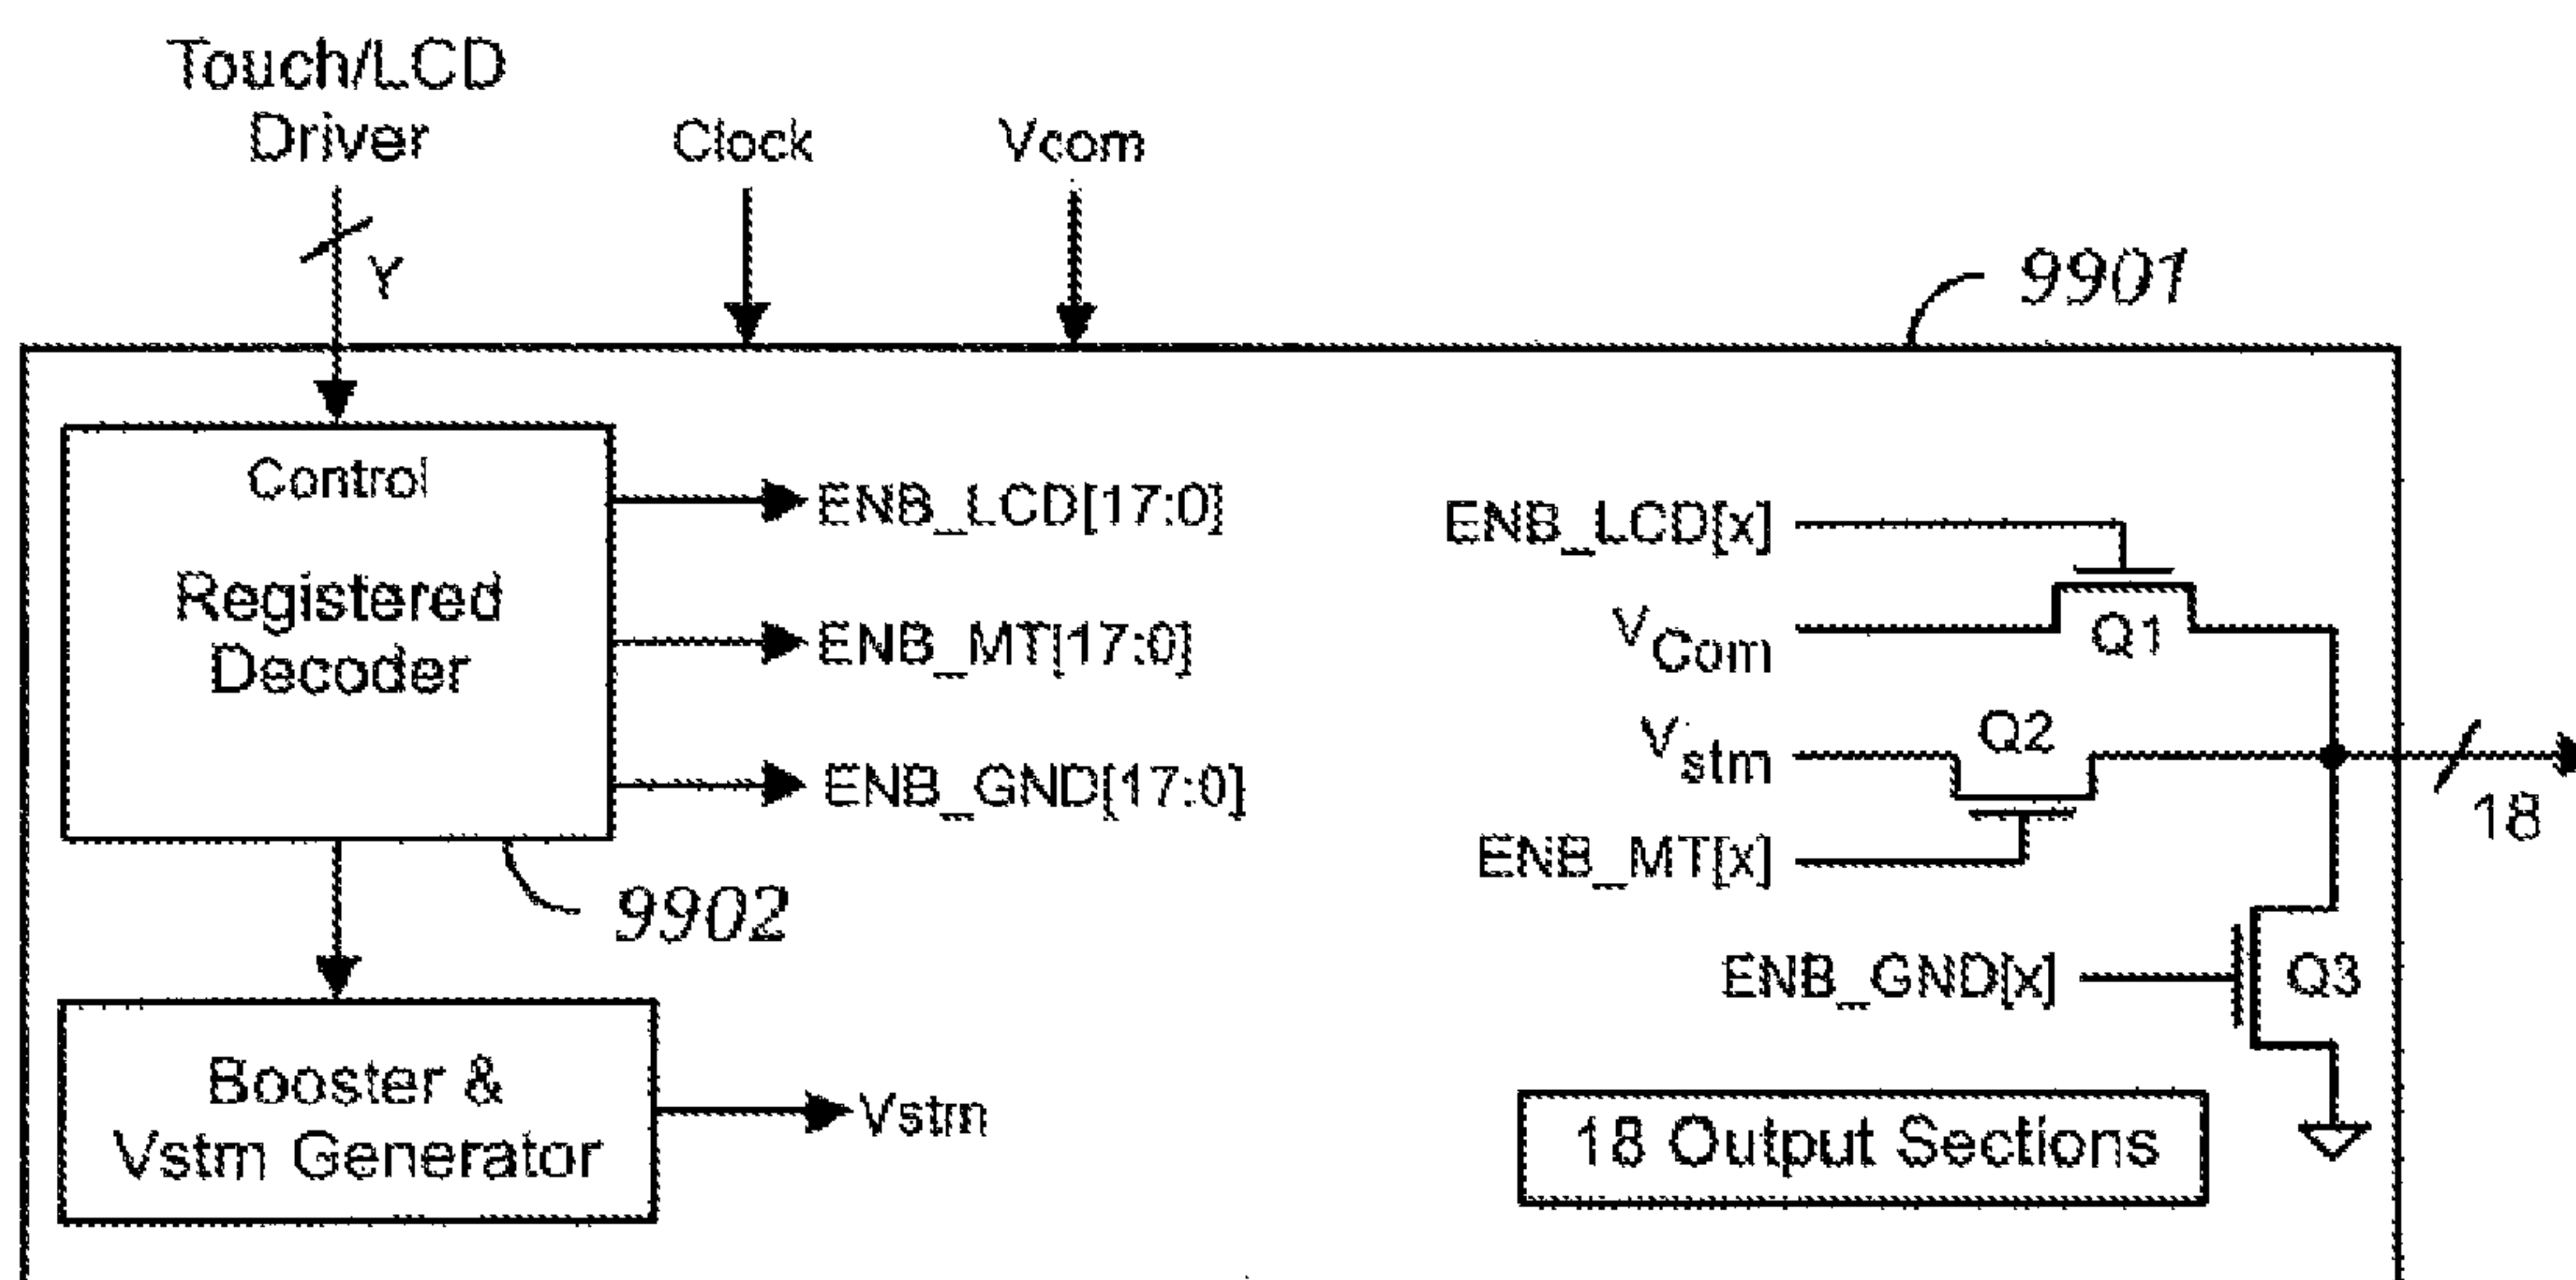 Touch/LCD
Driver
Clock
Vcom
Y
9901
Control
Registered
Decoder
ENB_LCD[17:0]
ENB_MT[17:0]
ENB_GND[17:0]
9902
Booster &
Vstm Generator
Vstm
ENB_LCD[x]
VCom
Q1
Vstm
Q2
ENB_MT[x]
18
ENB_GND[x]
Q3
18 Output Sections